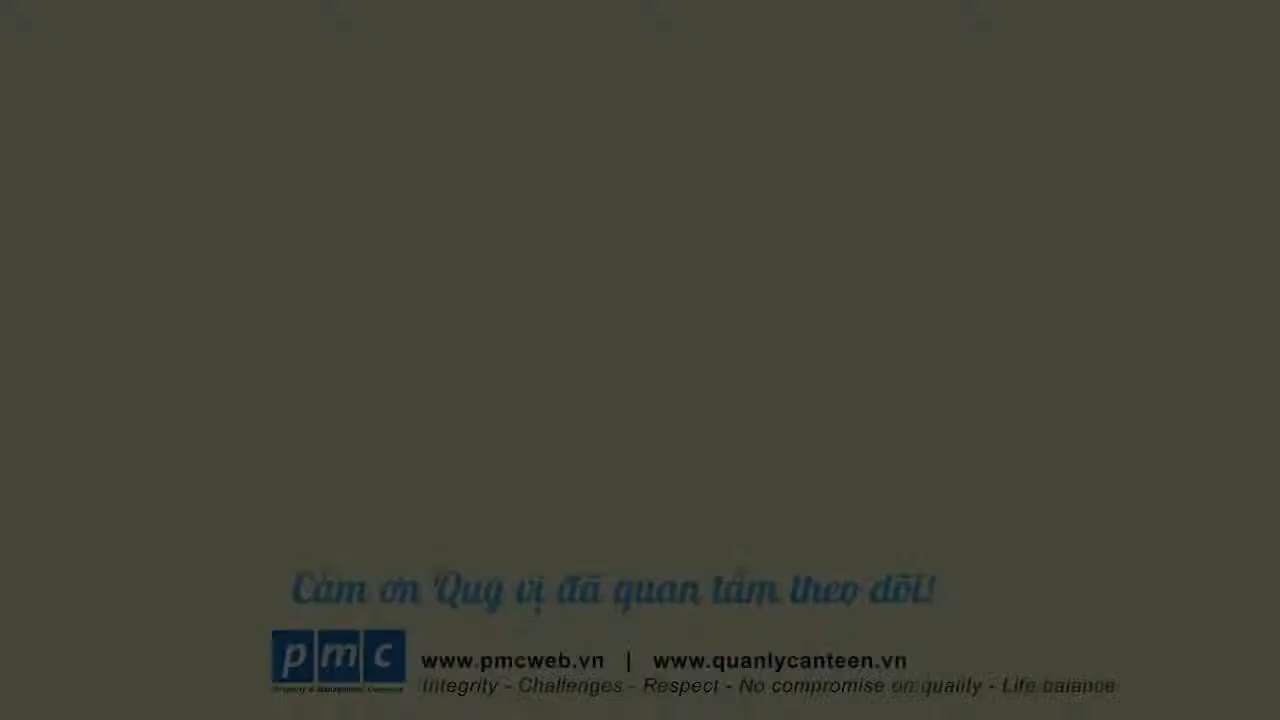 Cảm ơn Quý vị đã quan tâm theo dõi!
pmc
www.pmcweb.vn | www.quanlycanteen.vn
Integrity - Challenges - Respect - No compromise on quality - Life balance